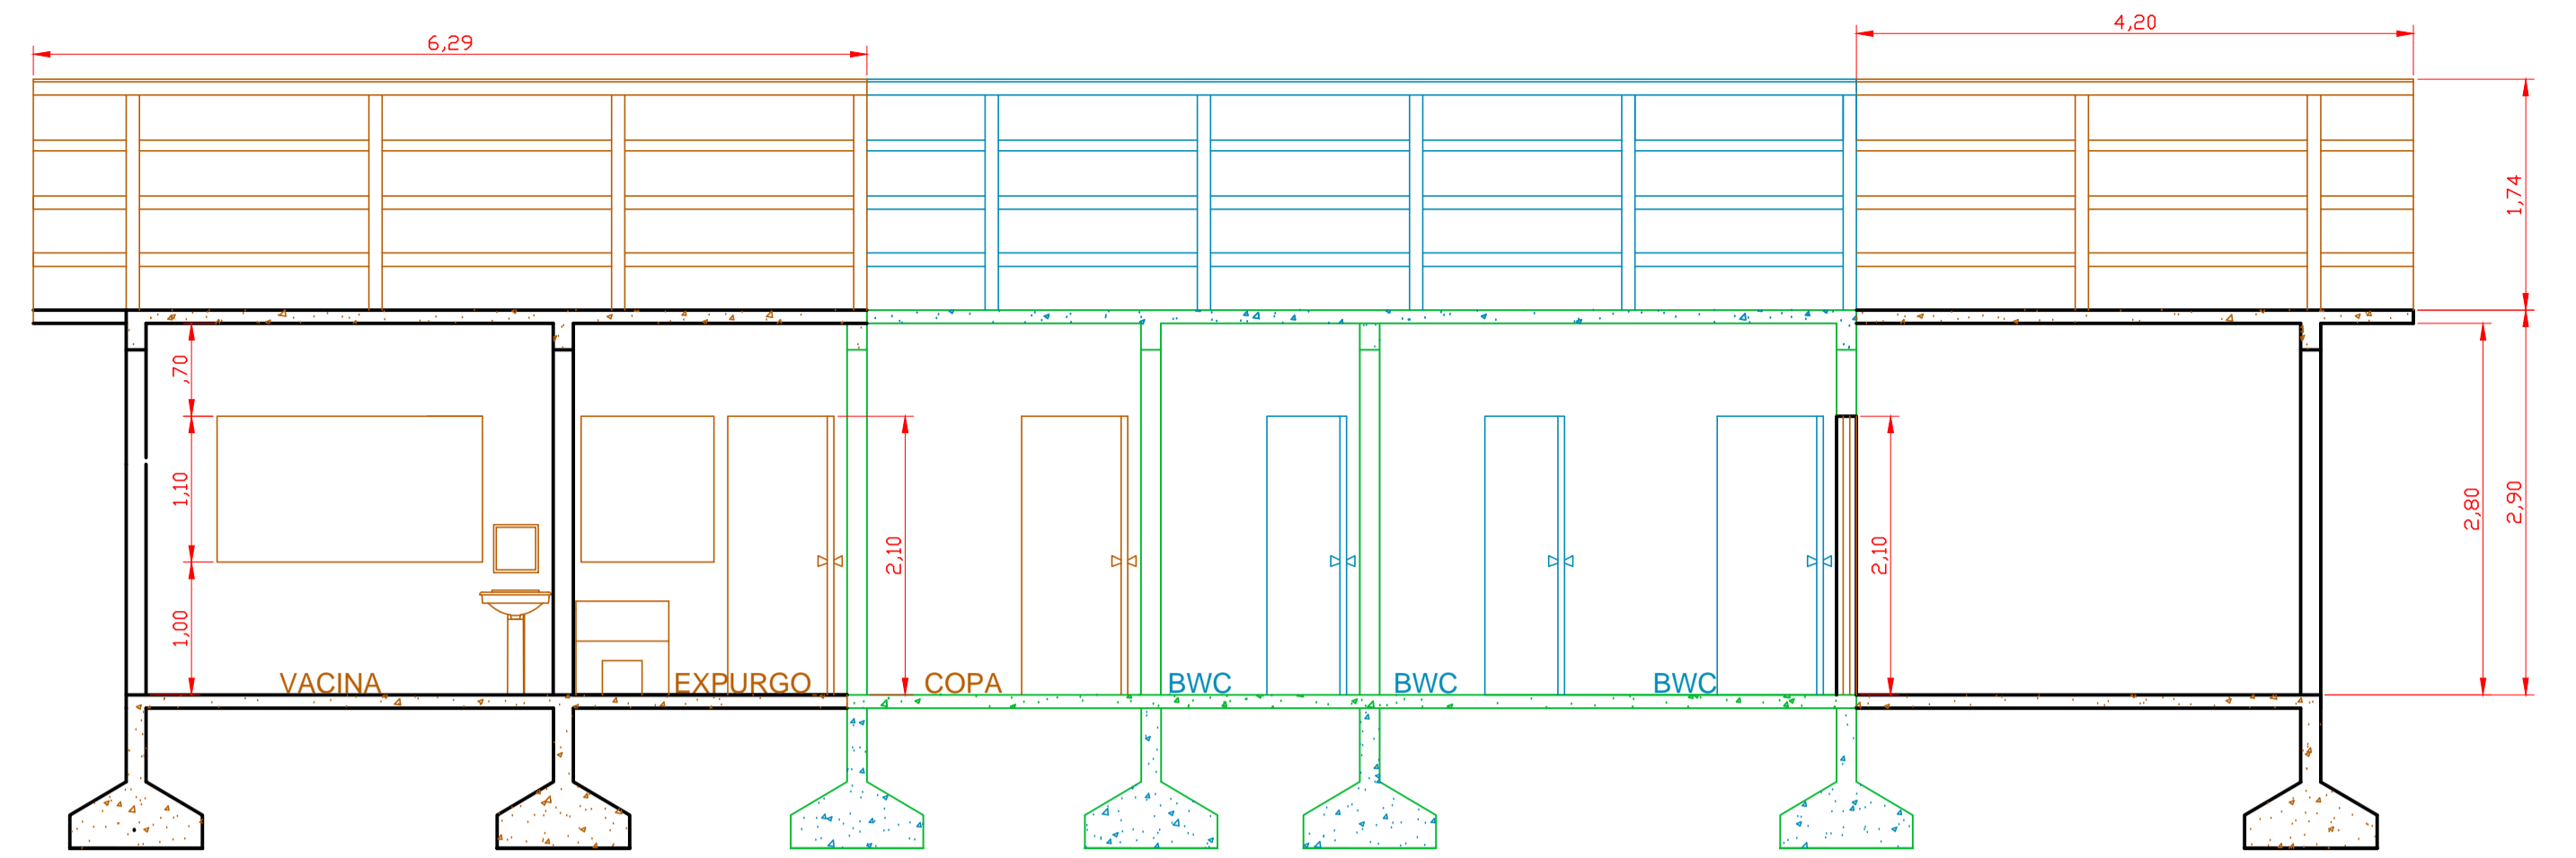 4,20
6,29
1,74
,70
1,10
2,80
2,90
2,10
2,10
1,00
VACINA
EXPURGO
COPA
BWC
BWC
BWC